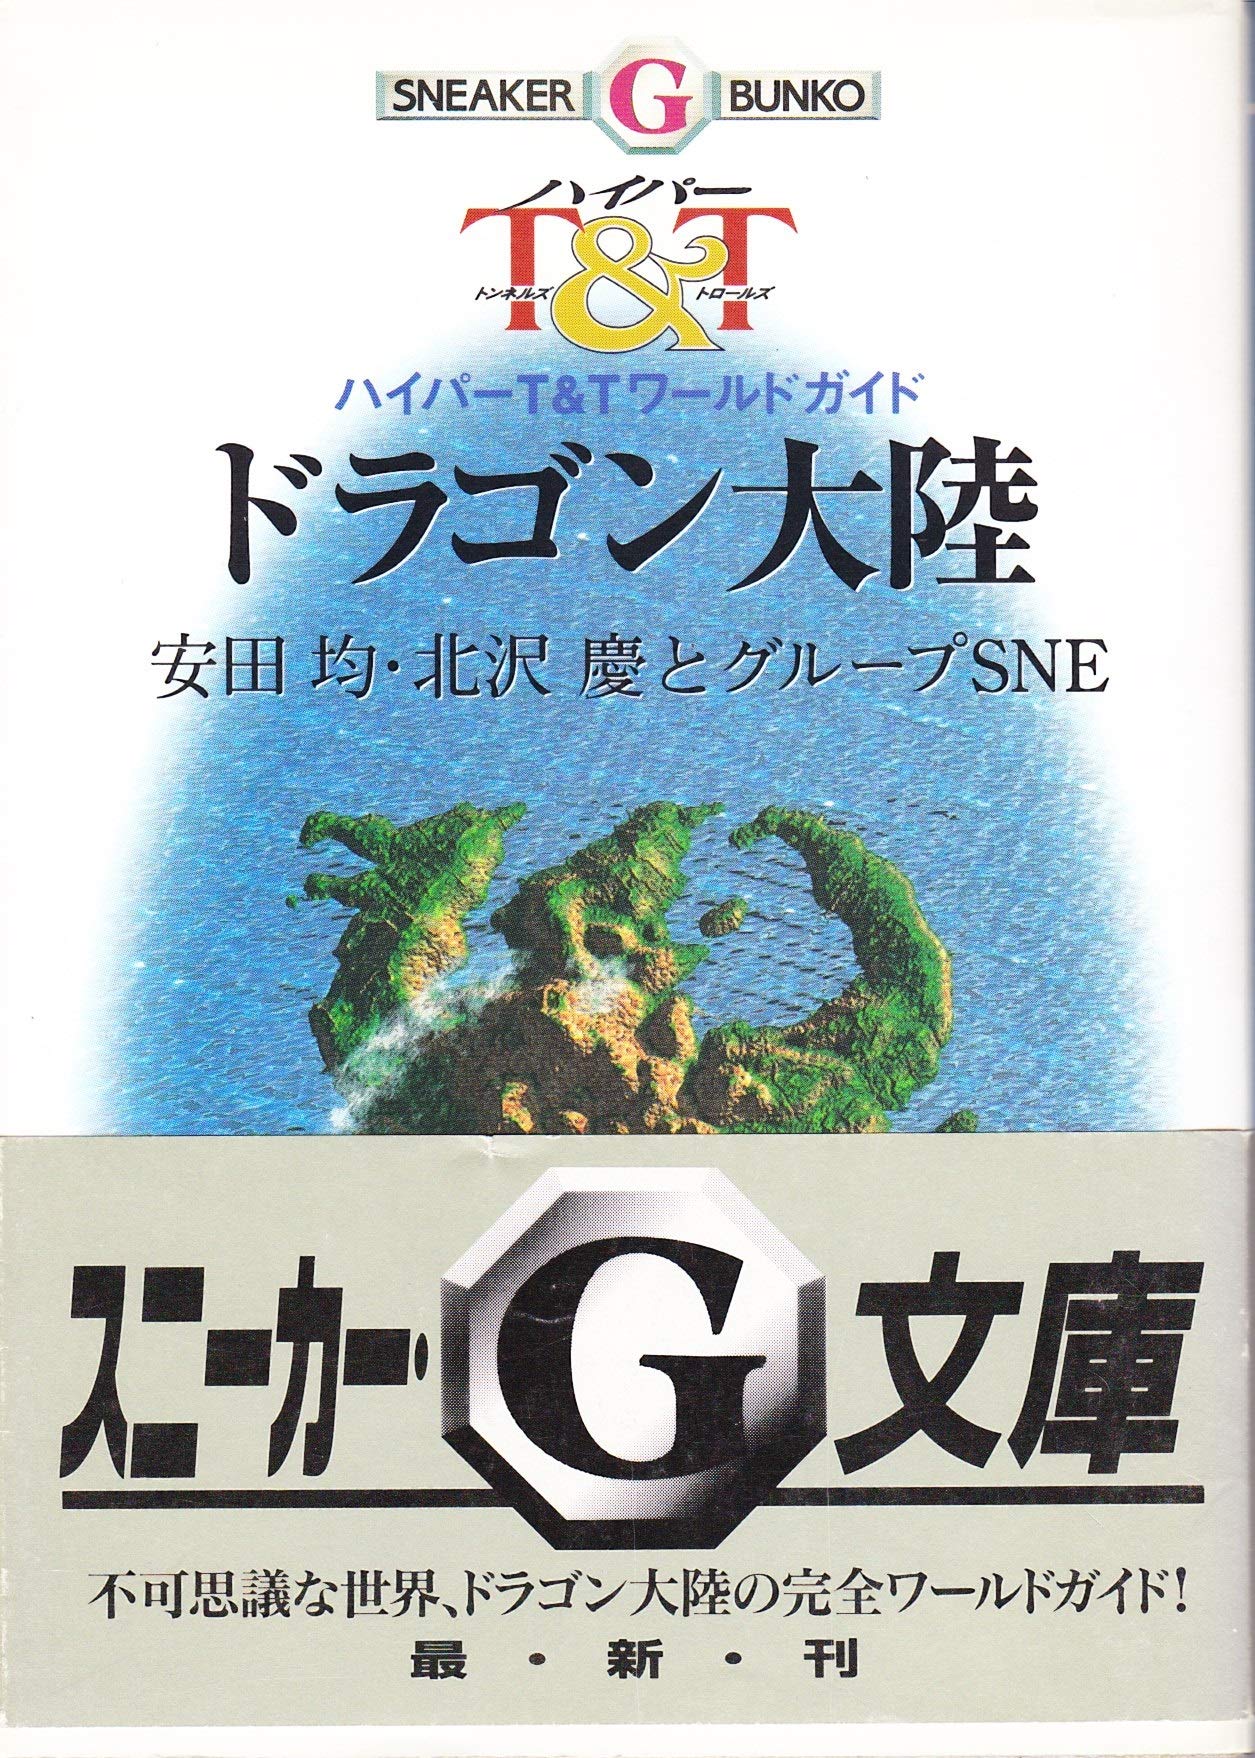 SNEAKER G BUNKO
ハイパー
T&T
トンネルズ トロールズ
ハイパーT&Tワールドガイド
ドラゴン大陸
安田 均・北沢 慶とグループSNE
スニーカー・G文庫
不可思議な世界、ドラゴン大陸の完全ワールドガイド!
最・新・刊